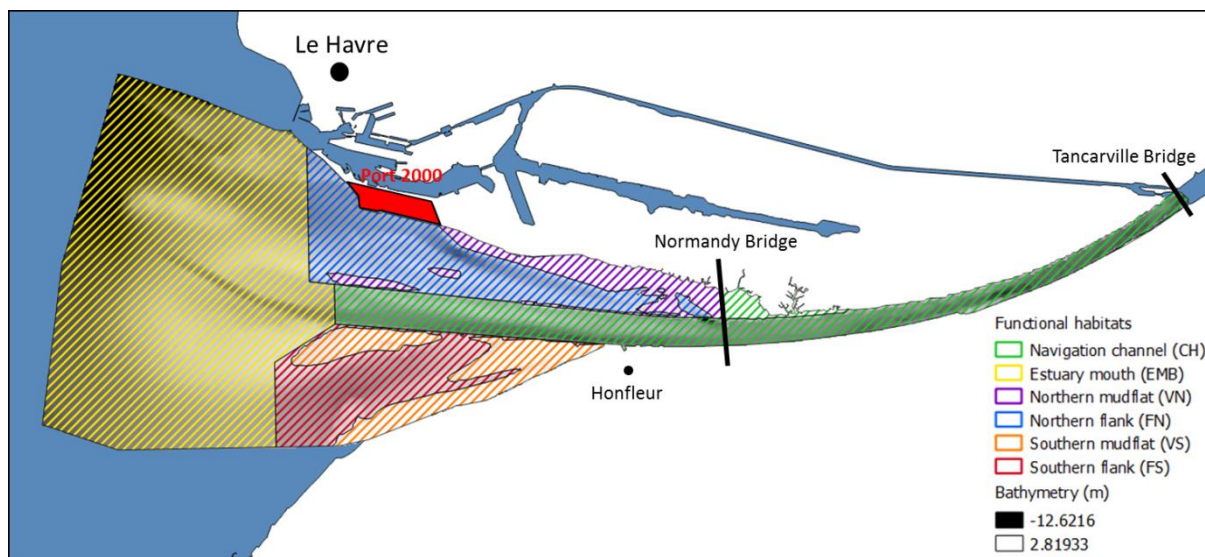 Le Havre
Port 2000
Tancarville Bridge
Normandy Bridge
Honfleur
Functional habitats
Navigation channel (CH)
Estuary mouth (EMB)
Northern mudflat (VN)
Northern flank (FN)
Southern mudflat (VS)
Southern flank (FS)
Bathymetry (m)
-12.6216
2.81933